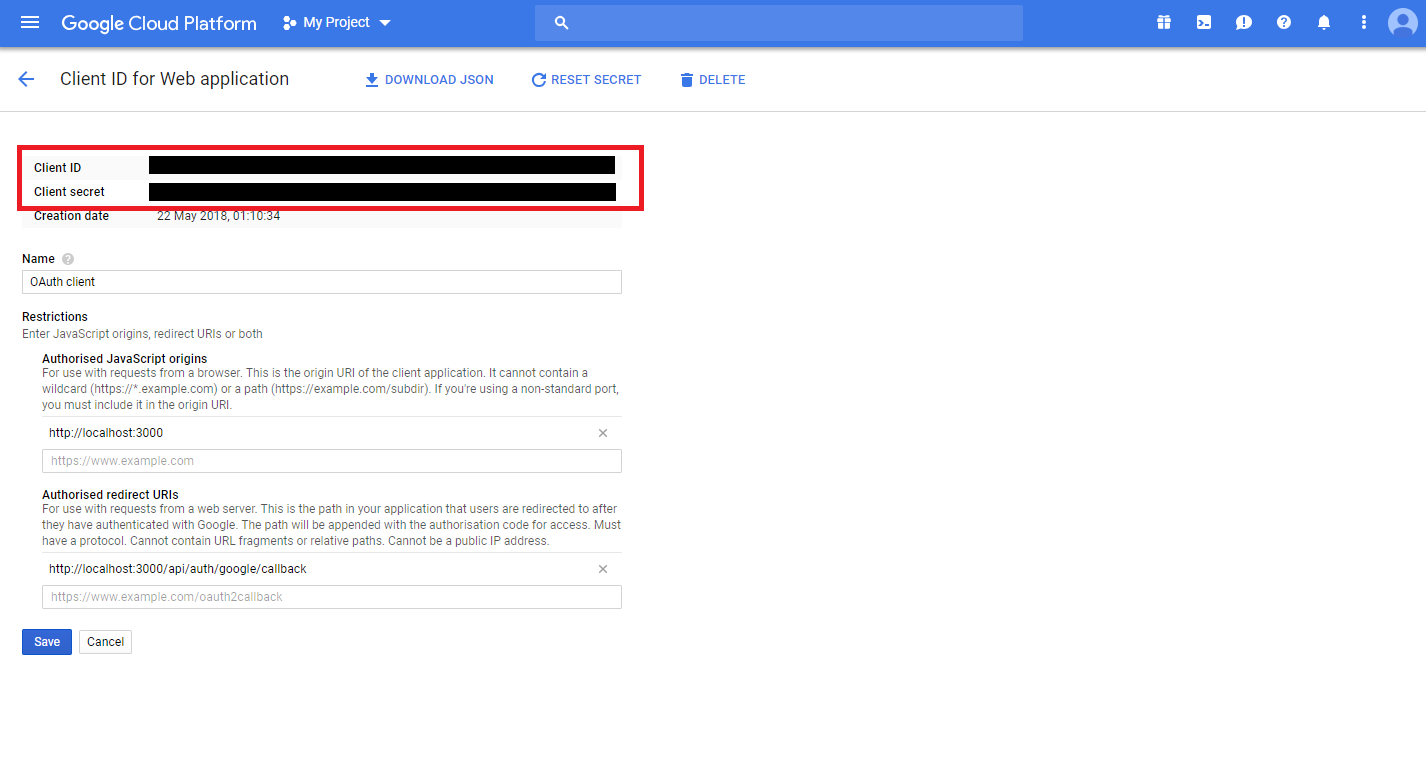 Google Cloud Platform My Project
Client ID for Web application DOWNLOAD JSON RESET SECRET DELETE
Client ID
Client secret
Creation date 22 May 2018, 01:10:34
Name
OAuth client
Restrictions
Enter JavaScript origins, redirect URIs or both
Authorised JavaScript origins
For use with requests from a browser. This is the origin URI of the client application. It cannot contain a
wildcard (https://*.example.com) or a path (https://example.com/subdir). If you're using a non-standard port,
you must include it in the origin URI.
http://localhost:3000
https://www.example.com
Authorised redirect URIs
For use with requests from a web server. This is the path in your application that users are redirected to after
they have authenticated with Google. The path will be appended with the authorisation code for access. Must
have a protocol. Cannot contain URL fragments or relative paths. Cannot be a public IP address.
http://localhost:3000/api/auth/google/callback
https://www.example.com/oauth2callback
Save Cancel